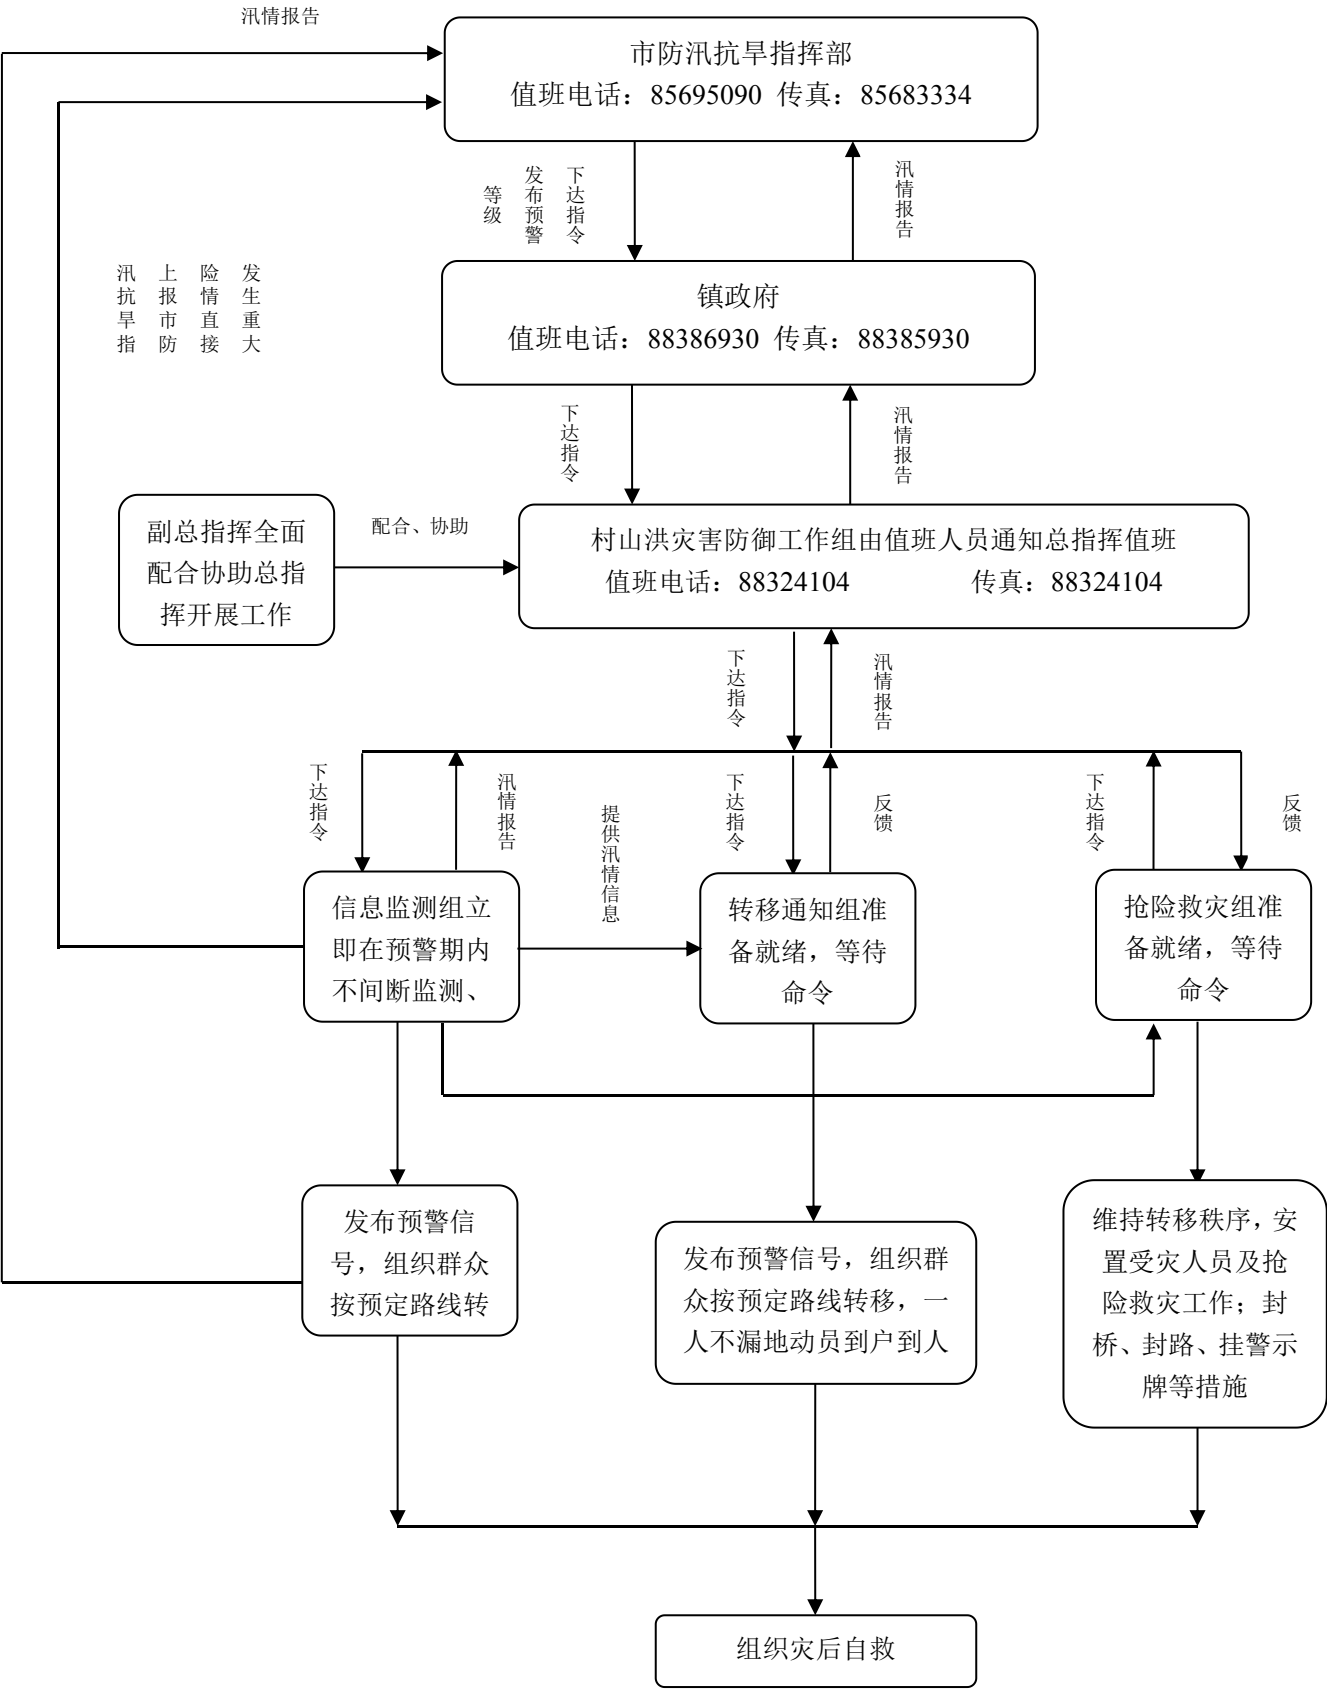 汛情报告
市防汛抗旱指挥部
值班电话：85695090 传真：85683334
下达指令
发布预警
等级
汛情报告
发生重大
险情直接
上报市防
汛抗旱指
镇政府
值班电话：88386930 传真：88385930
下达指令
汛情报告
副总指挥全面
配合协助总指
挥开展工作
配合、协助
村山洪灾害防御工作组由值班人员通知总指挥值班
值班电话：88324104 传真：88324104
下达指令
汛情报告
下达指令
汛情报告
提供汛情信息
下达指令
反馈
下达指令
反馈
信息监测组立
即在预警期内
不间断监测、
转移通知组准
备就绪，等待
命令
抢险救灾组准
备就绪，等待
命令
发布预警信
号，组织群众
按预定路线转
发布预警信号，组织群
众按预定路线转移，一
人不漏地动员到户到人
维持转移秩序，安
置受灾人员及抢
险救灾工作；封
桥、封路、挂警示
牌等措施
组织灾后自救